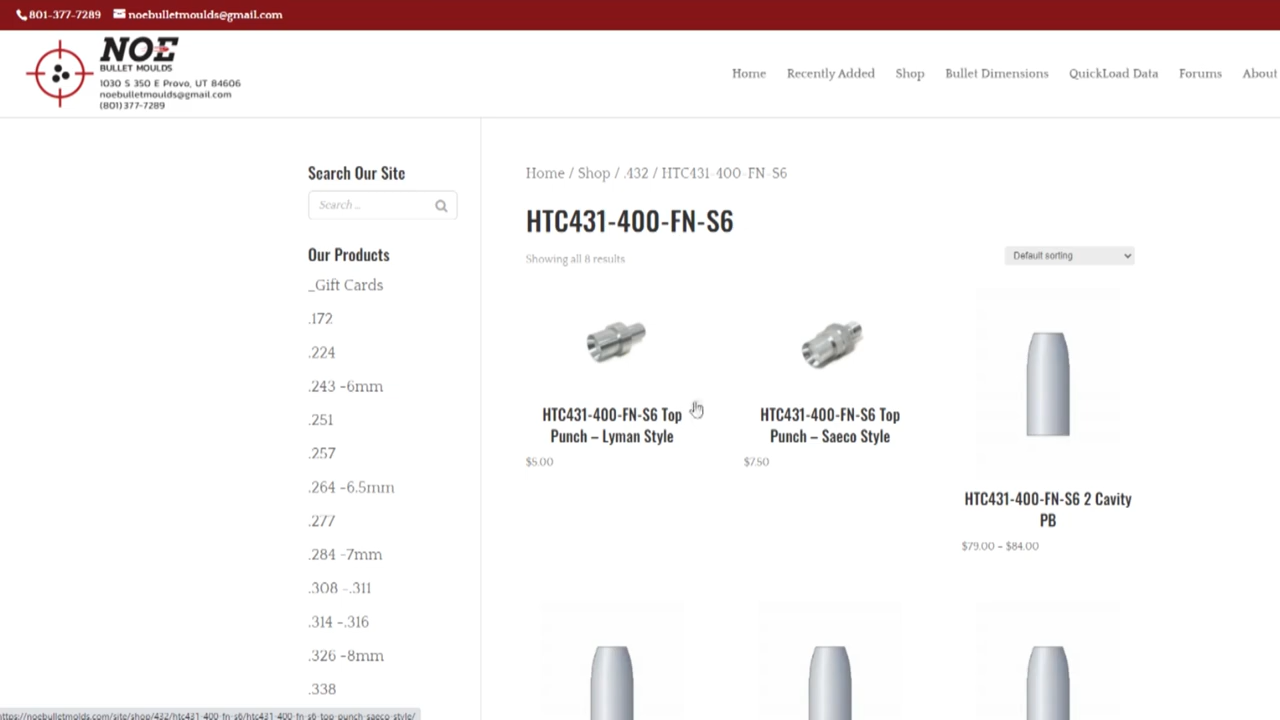 801-377-7289 noebulletmoulds@gmail.com
NOE
BULLET MOULDS
1030 S 350 E Provo, UT 84606
noebulletmoulds@gmail.com
(801)377-7289
Home Recently Added Shop Bullet Dimensions QuickLoad Data Forums About
Search Our Site
Search ..
Our Products
_Gift Cards
.172
.224
.243 -6mm
.251
.257
.264 -6.5mm
.277
.284 -7mm
.308 -.311
.314 -.316
.326 -8mm
.338
Home / Shop / .432 / HTC431-400-FN-S6
HTC431-400-FN-S6
Showing all 8 results
Default sorting
HTC431-400-FN-S6 Top
Punch – Lyman Style
$5.00
HTC431-400-FN-S6 Top
Punch – Saeco Style
$7.50
HTC431-400-FN-S6 2 Cavity
PB
$79.00 – $84.00
https://noebulletmolds.com/site/shop/432/htc431-400-fn-s6/htc431-400-fn-s6-top-punch-saeco-style/